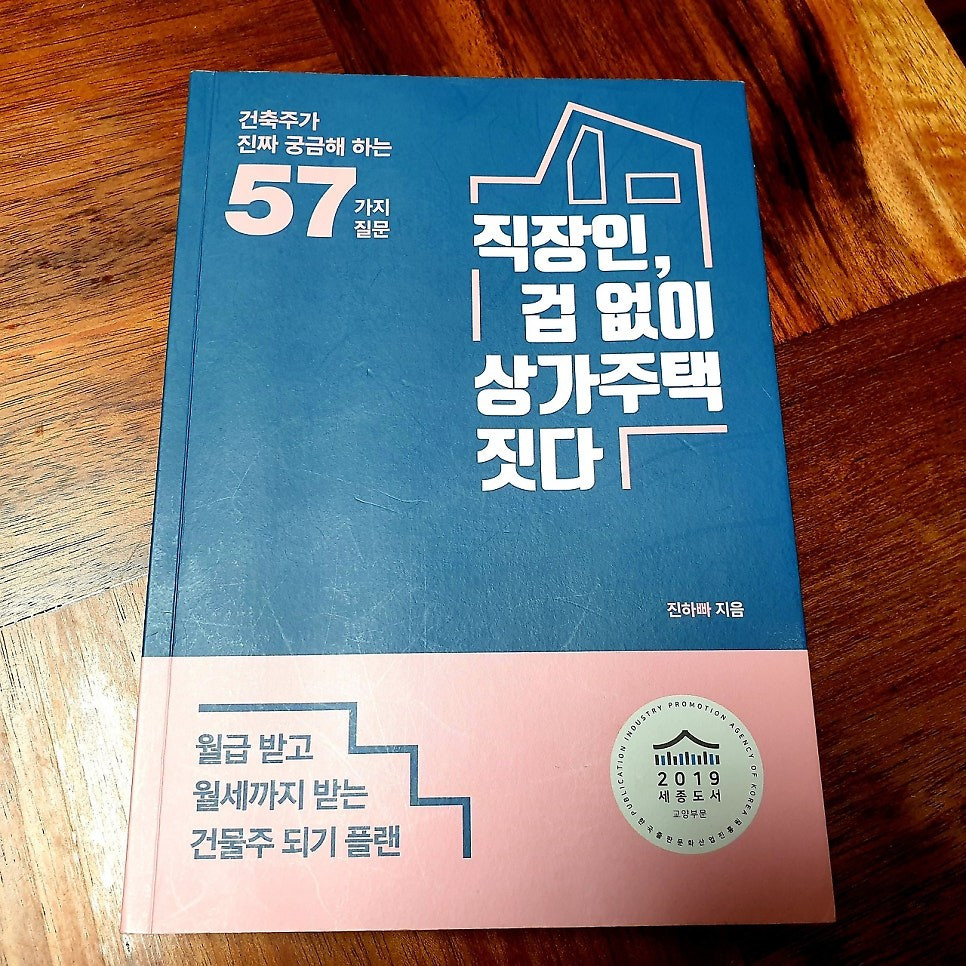 건축주가
진짜 궁금해 하는
57 가지
질문
직장인,
겁 없이
상가주택
짓다
진하빠 지음
월급 받고
월세까지 받는
건물주 되기 플랜
PUBLICATION INDUSTRY PROMOTION AGENCY OF KOREA
2019
세종도서
교양부문
한국출판문화산업진흥원